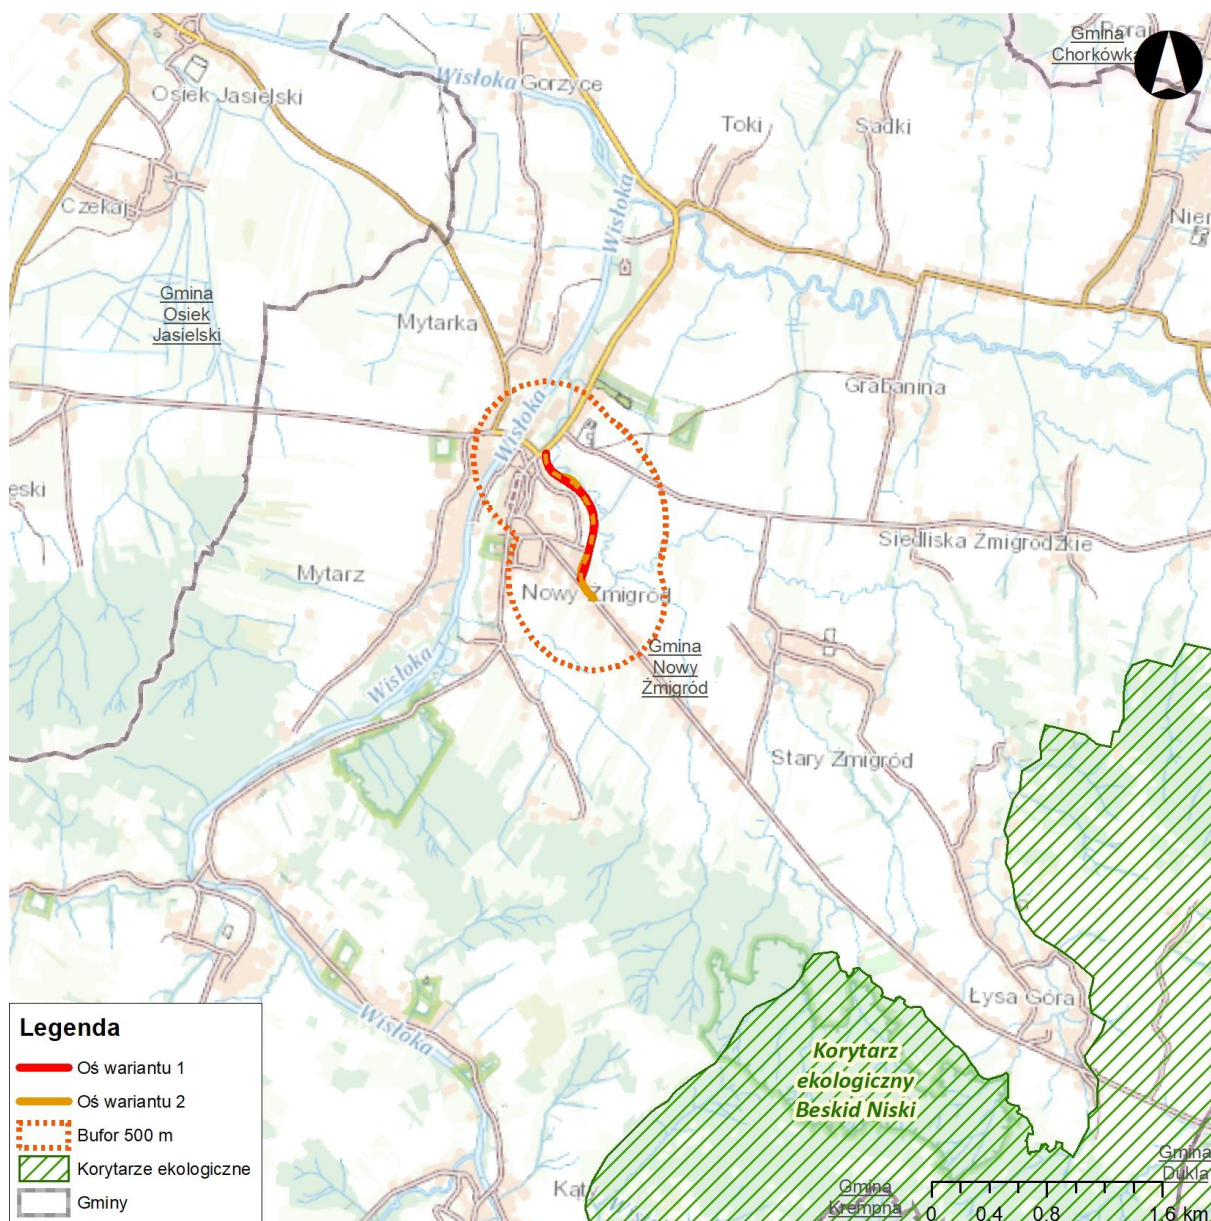 Gmina
Chorkówka
Wisłoka
Gorzyce
Osiek Jasielski
Toki
Sadki
Czekaj
Wisłoka
Gmina
Osiek
Jasielski
Mytarka
Grabanina
Wisłoka
Siedliska Żmigrodzkie
Mytarz
Nowy Żmigród
Gmina
Nowy
Żmigród
Wisłoka
Stary Żmigród
Łysa Góra
Wisłoka
Korytarz
ekologiczny
Beskid Niski
Gmina
Dukla
Kąty
Gmina
Krempna
0 0.4 0.8 1.6 km
Legenda
Oś wariantu 1
Oś wariantu 2
Bufor 500 m
Korytarze ekologiczne
Gminy